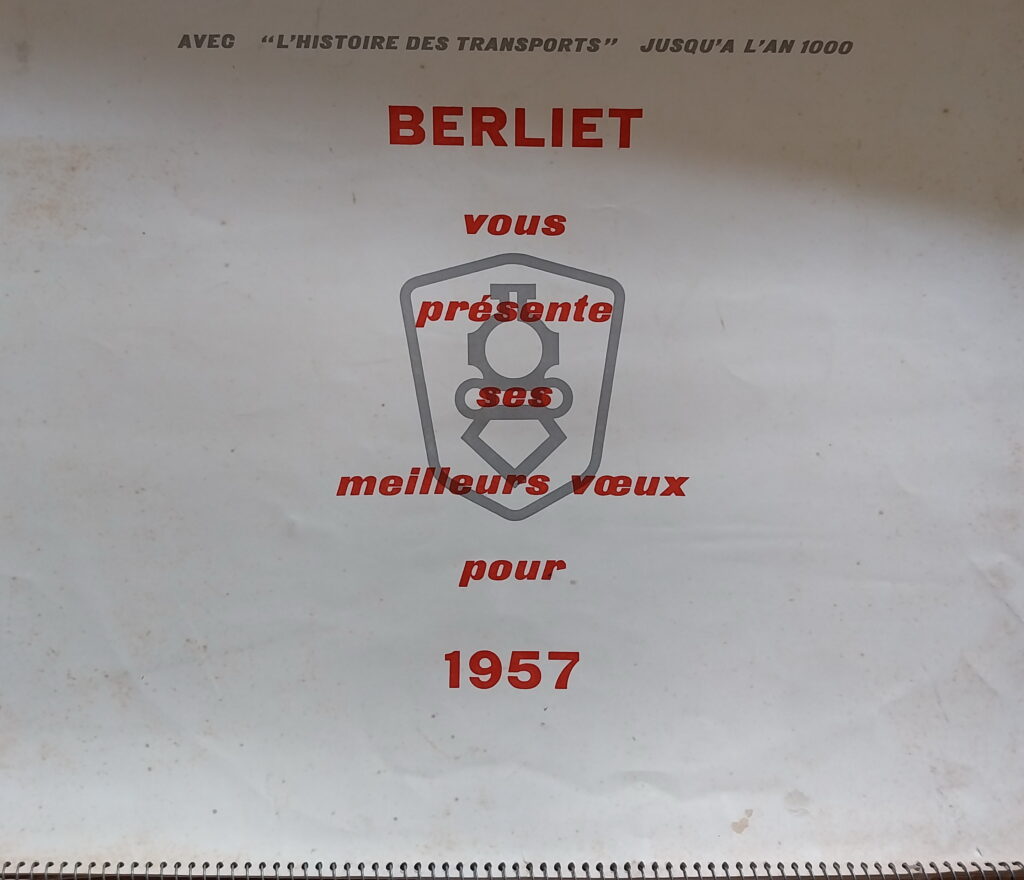 AVEC “L’HISTOIRE DES TRANSPORTS” JUSQU’A L’AN 1000
BERLIET
vous
présente
ses
meilleurs vœux
pour
1957